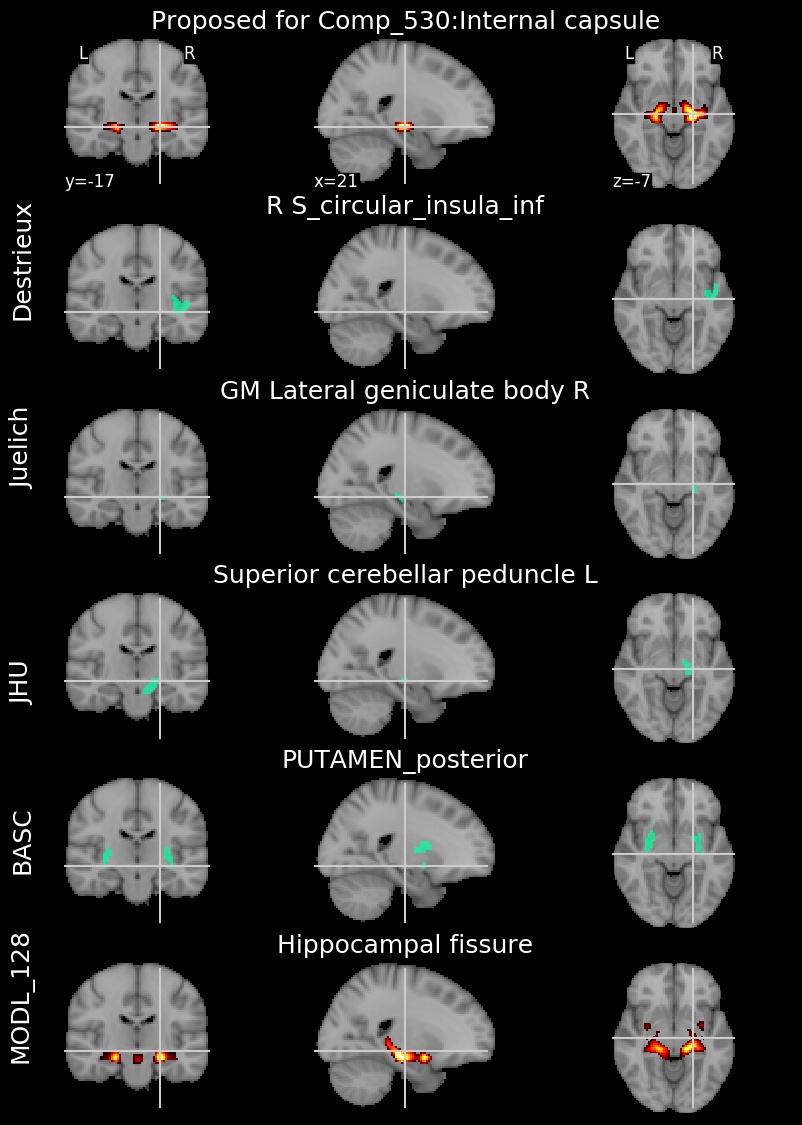 Proposed for Comp_530:Internal capsule
L R
L R
y=-17
x=21
z=-7
Destrieux
R S_circular_insula_inf
Juelich
GM Lateral geniculate body R
JHU
Superior cerebellar peduncle L
BASC
PUTAMEN_posterior
MODL_128
Hippocampal fissure